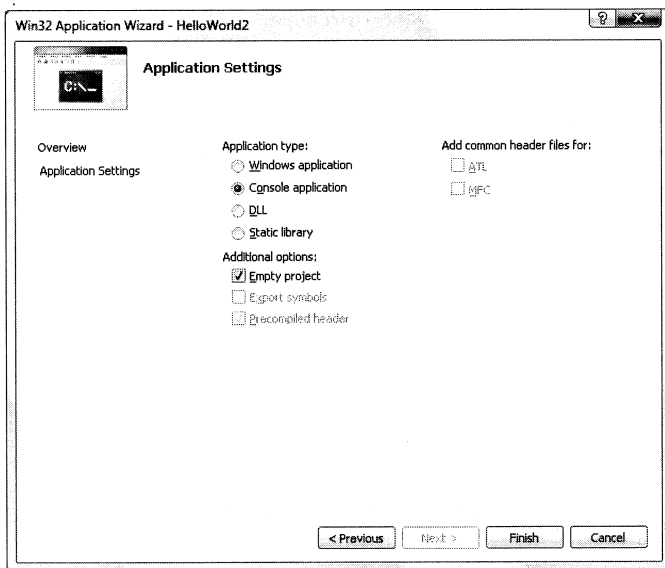 Win32 Application Wizard - HelloWorld2
Application Settings
C:\_
Overview
Application Settings
Application type:
Windows application
Console application
DLL
Static library
Additional options:
Empty project
Export symbols
Precompiled header
Add common header files for:
ATL
MFC
< Previous
Next >
Finish
Cancel